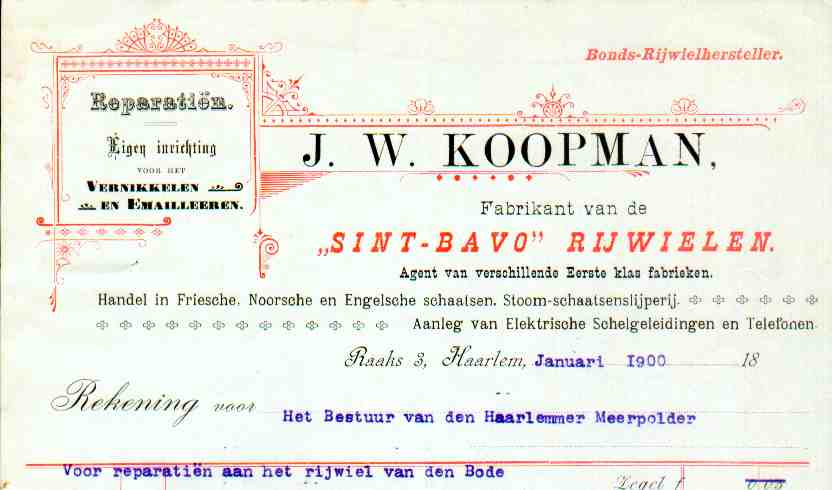 Bonds-Rijwielhersteller.
Reparatiën.
Eigen inrichting
VOOR HET
VERNIKKELEN
EN EMAILLEEREN.
J. W. KOOPMAN,
Fabrikant van de
„SINT-BAVO” RIJWIELEN.
Agent van verschillende Eerste klas fabrieken.
Handel in Friesche, Noorsche en Engelsche schaatsen. Stoom-schaatsenslijperij.
Aanleg van Elektrische Schelgeleidingen en Telefonen
Raaks 3, Haarlem, Januari 1900 18
Rekening voor Het Bestuur van den Haarlemmer Meerpolder
Voor reparatiën aan het rijwiel van den Bode
Zegel f 0.05